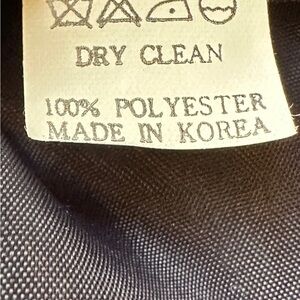 DRY CLEAN
100% POLYESTER
MADE IN KOREA